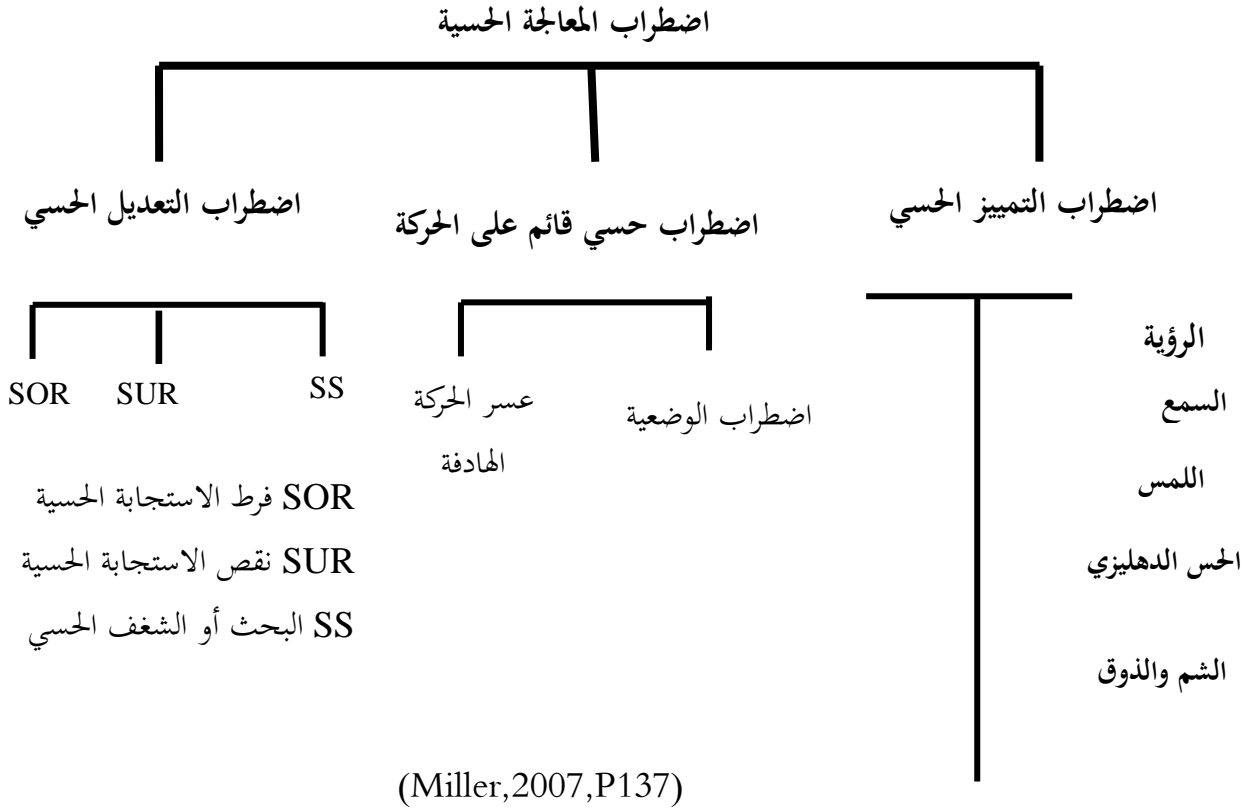 اضطراب المعالجة الحسية
اضطراب التمييز الحسي
اضطراب حسي قائم على الحركة
اضطراب التعديل الحسي
الرؤية
السمع
اللمس
الحس الدهليزي
الشم والذوق
اضطراب الوضعية
عسر الحركة
الهادفة
SS
SUR
SOR
SOR فرط الاستجابة الحسية
SUR نقص الاستجابة الحسية
SS البحث أو الشغف الحسي
(Miller,2007,P137)